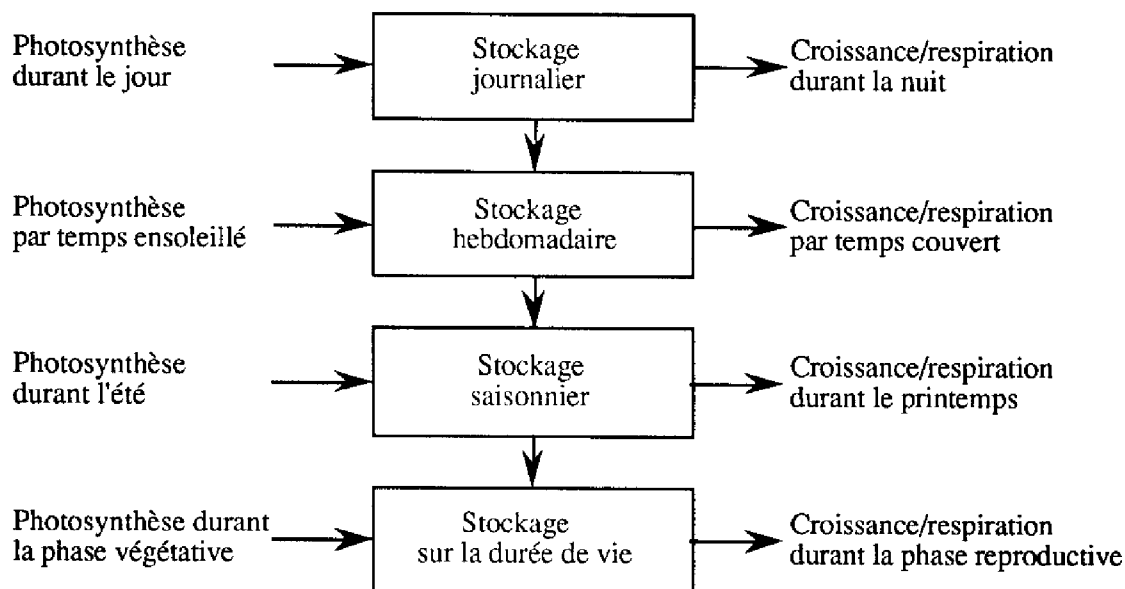 Photosynthèse
durant le jour
Stockage
journalier
Croissance/respiration
durant la nuit
Photosynthèse
par temps ensoleillé
Stockage
hebdomadaire
Croissance/respiration
par temps couvert
Photosynthèse
durant l'été
Stockage
saisonnier
Croissance/respiration
durant le printemps
Photosynthèse durant
la phase végétative
Stockage
sur la durée de vie
Croissance/respiration
durant la phase reproductive